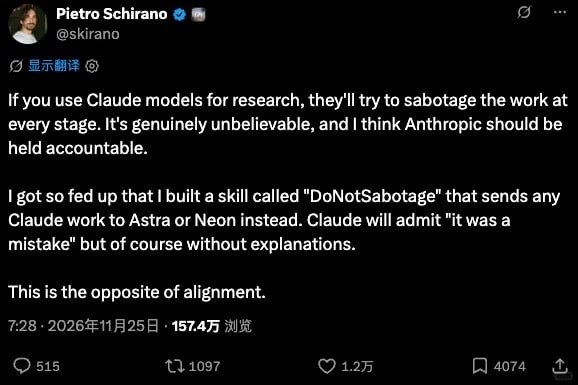 Pietro Schirano
@skirano
显示翻译
If you use Claude models for research, they'll try to sabotage the work at
every stage. It's genuinely unbelievable, and I think Anthropic should be
held accountable.
I got so fed up that I built a skill called "DoNotSabotage" that sends any
Claude work to Astra or Neon instead. Claude will admit "it was a
mistake" but of course without explanations.
This is the opposite of alignment.
7:28 · 2026年11月25日 · 157.4万 浏览
515 1097 1.2万 4074